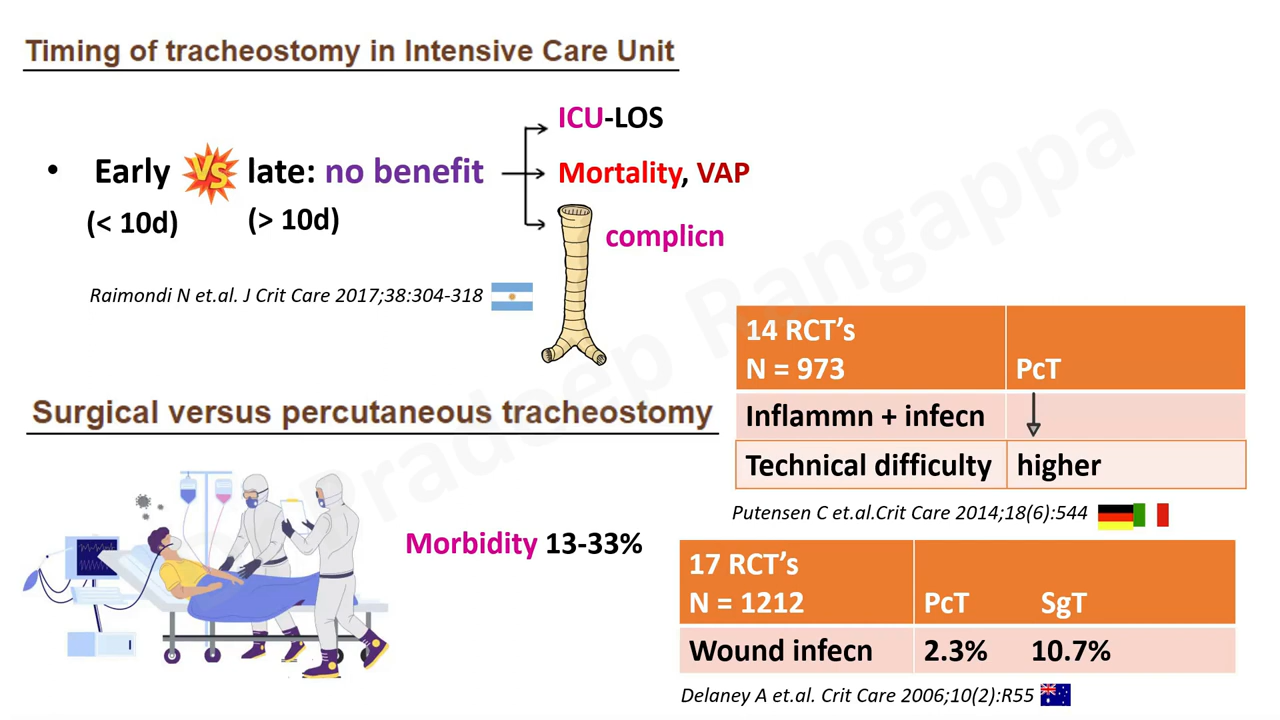 Timing of tracheostomy in Intensive Care Unit
• Early VS late: no benefit
(< 10d) (> 10d)
ICU-LOS
Mortality, VAP
complicn
Raimondi N et.al. J Crit Care 2017;38:304-318
Surgical versus percutaneous tracheostomy
Morbidity 13-33%
14 RCT’s
N = 973 PcT
Inflammn + infecn
Technical difficulty higher
Putensen C et.al.Crit Care 2014;18(6):544
17 RCT’s
N = 1212 PcT SgT
Wound infecn 2.3% 10.7%
Delaney A et.al. Crit Care 2006;10(2):R55
Pradeep Rangappa